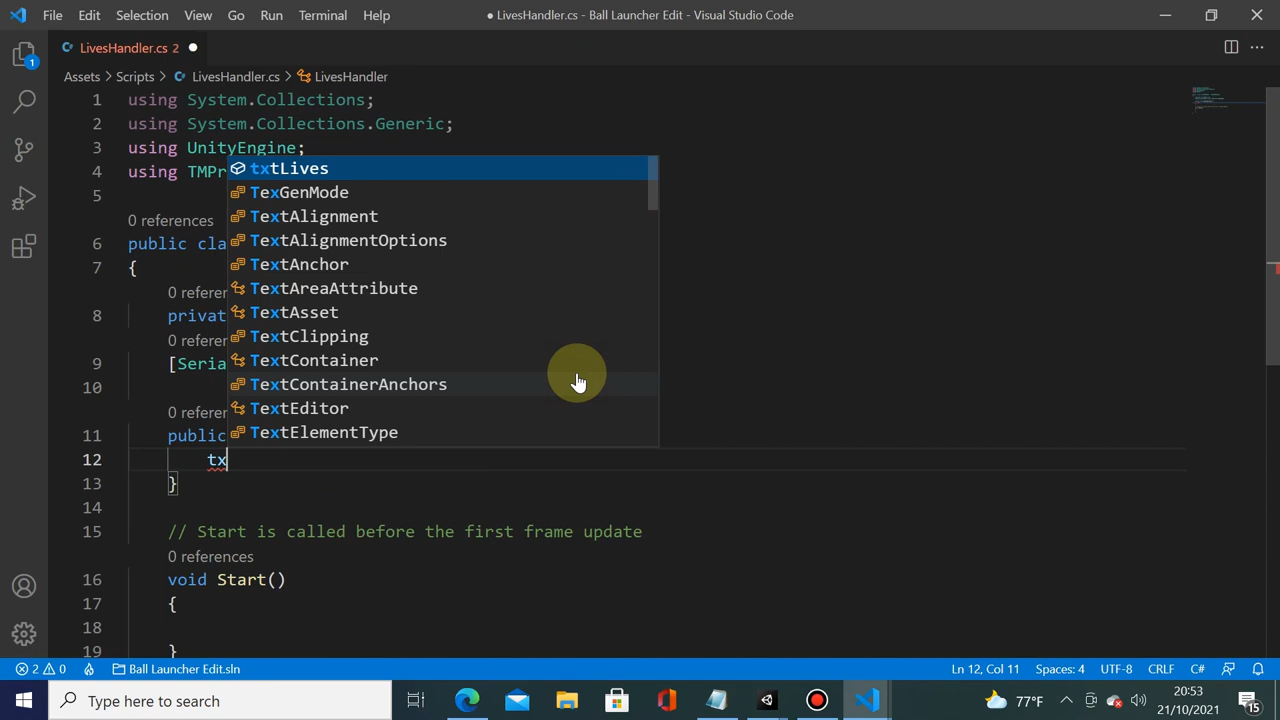 File Edit Selection View Go Run Terminal Help
● LivesHandler.cs - Ball Launcher Edit - Visual Studio Code
LivesHandler.cs 2 ●
Assets > Scripts > LivesHandler.cs > LivesHandler
1 using System.Collections;
2 using System.Collections.Generic;
3 using UnityEngine;
4 using TMPr
txtLives
TexGenMode
TextAlignment
TextAlignmentOptions
TextAnchor
TextAreaAttribute
TextAsset
TextClipping
TextContainer
TextContainerAnchors
TextEditor
TextElementType
5
0 references
6 public cla
7 {
0 refere
8 privat
0 refere
9 [Seria
10
0 refere
11 public
12 tx
13 }
14
15 // Start is called before the first frame update
0 references
16 void Start()
17 {
18
19 }
1
2 0 Ball Launcher Edit.sln
Ln 12, Col 11 Spaces: 4 UTF-8 CRLF C#
Type here to search
77°F
20:53
21/10/2021
15